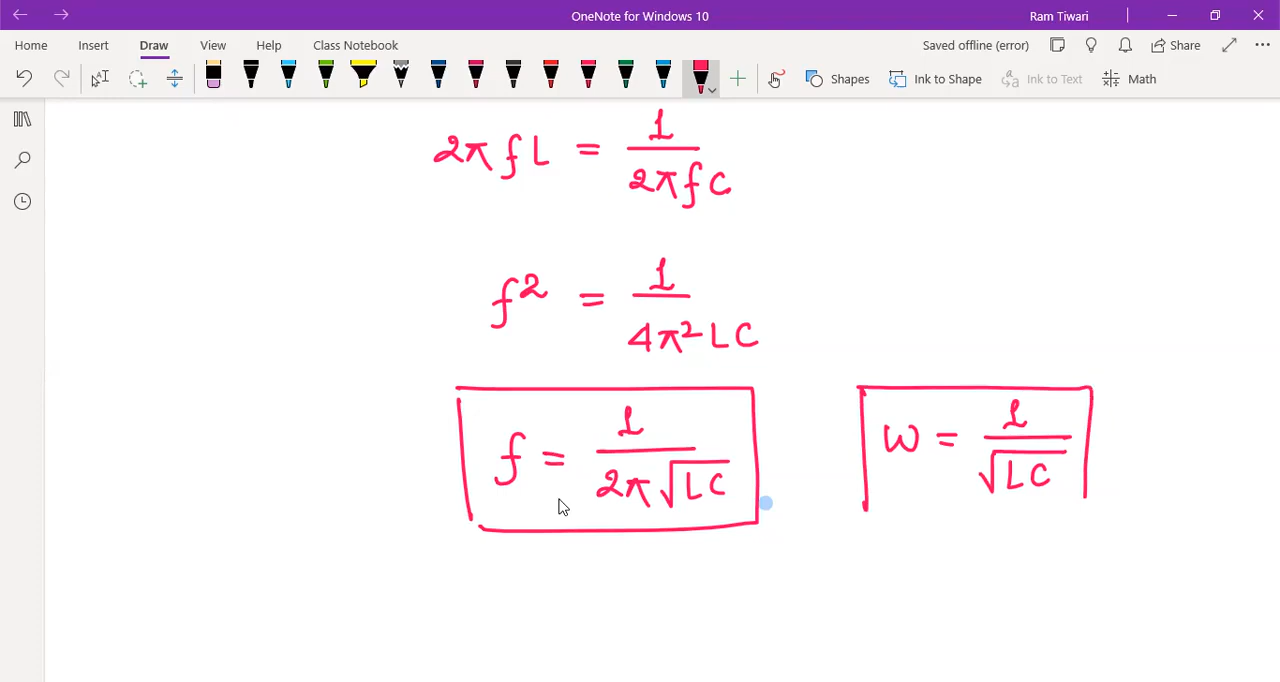 OneNote for Windows 10
Ram Tiwari
Home Insert Draw View Help Class Notebook
Saved offline (error) Share
Shapes Ink to Shape Ink to Text Math
2πfL = 1/2πfC
f² = 1/4π²LC
f = 1/2π√LC
w = 1/√LC